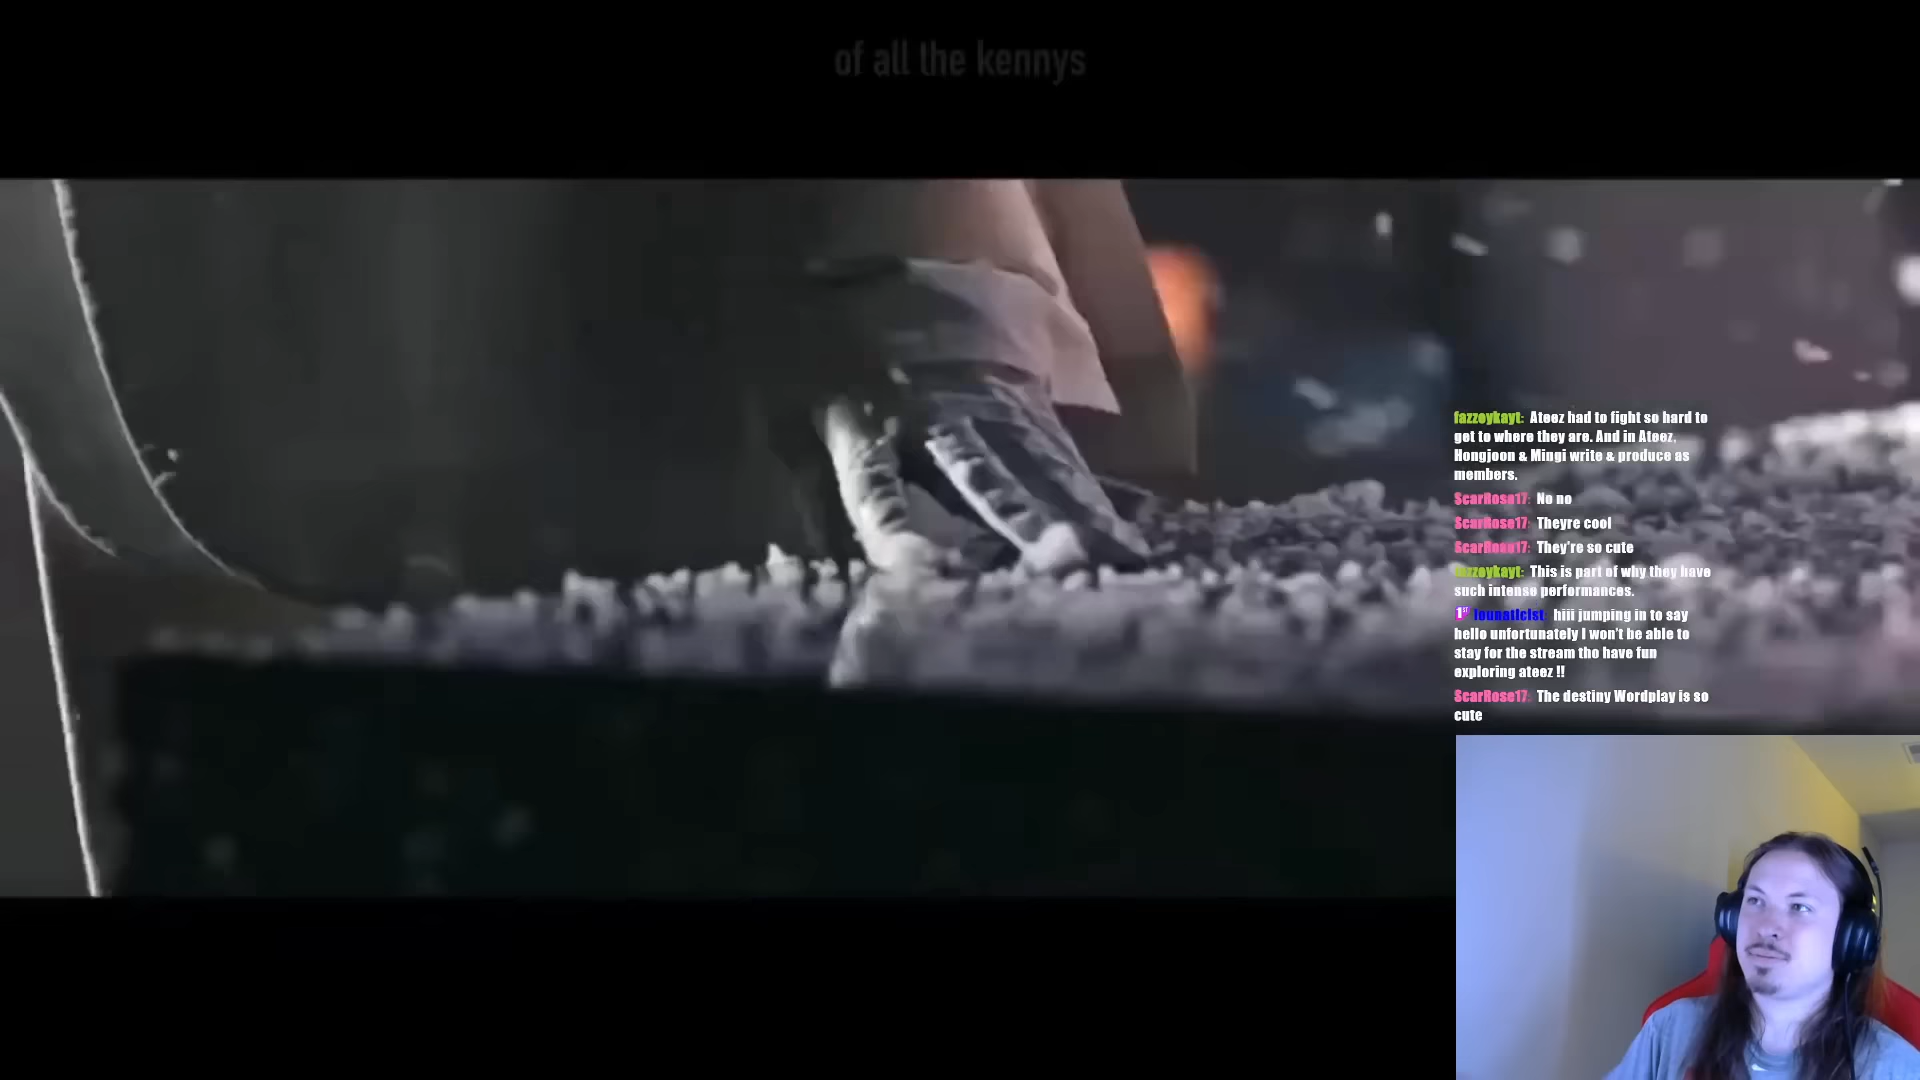 of all the kennys
fazzeykayt: Ateez had to fight so hard to
get to where they are. And in Ateez,
Hongjoon & Mingi write & produce as
members.
ScarRose17: No no
ScarRose17: Theyre cool
ScarRose17: They're so cute
fazzeykayt: This is part of why they have
such intense performances.
1ST lounaticist: hiii jumping in to say
hello unfortunately I won't be able to
stay for the stream tho have fun
exploring ateez !!
ScarRose17: The destiny Wordplay is so
cute